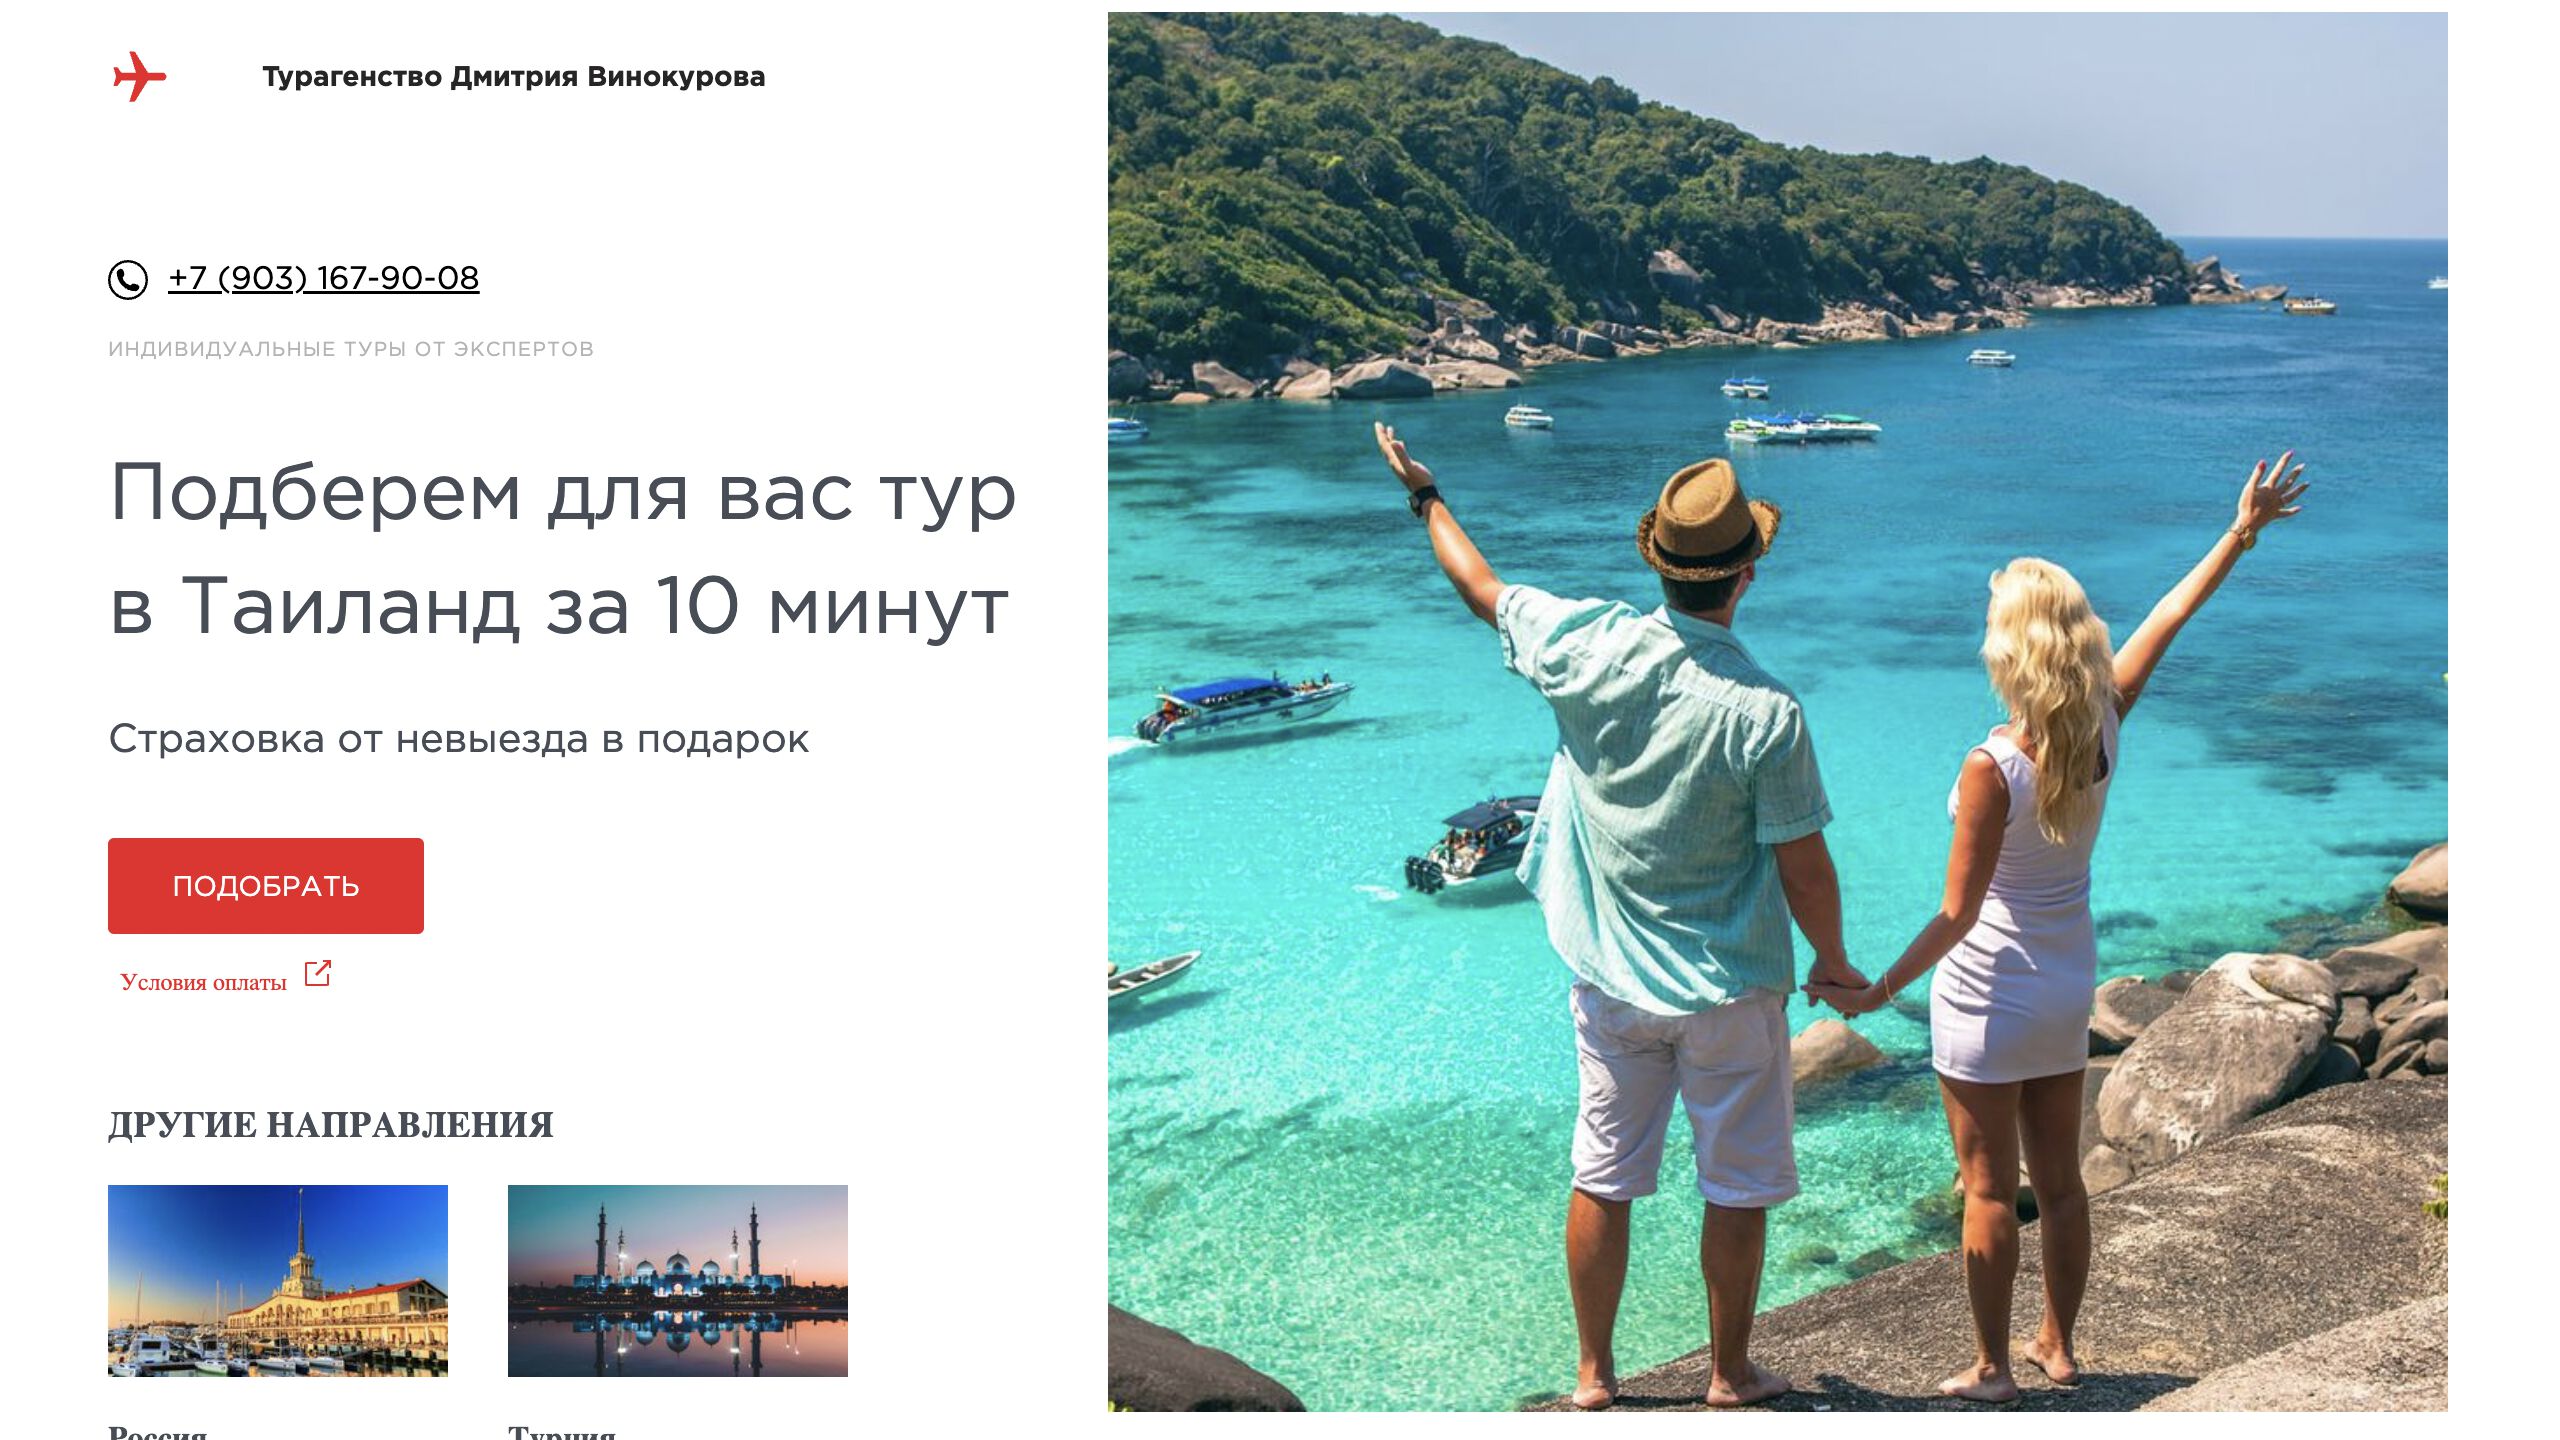 Турагенство Дмитрия Винокурова
+7 (903) 167-90-08
ИНДИВИДУАЛЬНЫЕ ТУРЫ ОТ ЭКСПЕРТОВ
Подберем для вас тур
в Таиланд за 10 минут
Страховка от невыезда в подарок
ПОДОБРАТЬ
Условия оплаты
ДРУГИЕ НАПРАВЛЕНИЯ
Россия
Турция